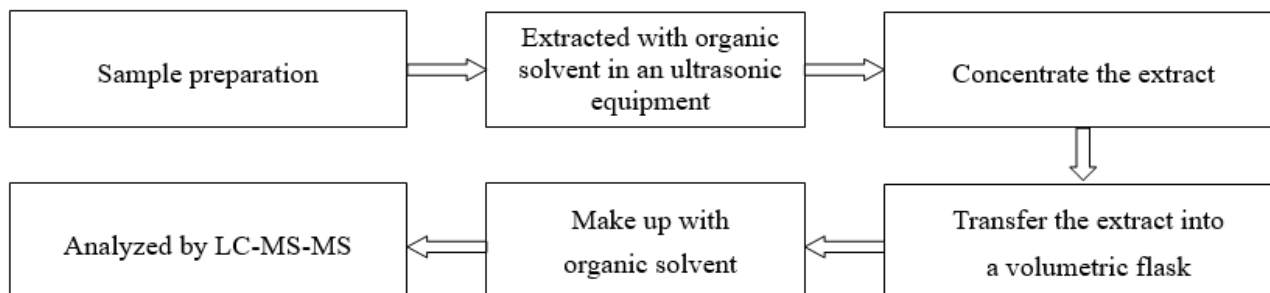 Sample preparation
Extracted with organic
solvent in an ultrasonic
equipment
Concentrate the extract
Transfer the extract into
a volumetric flask
Make up with
organic solvent
Analyzed by LC-MS-MS